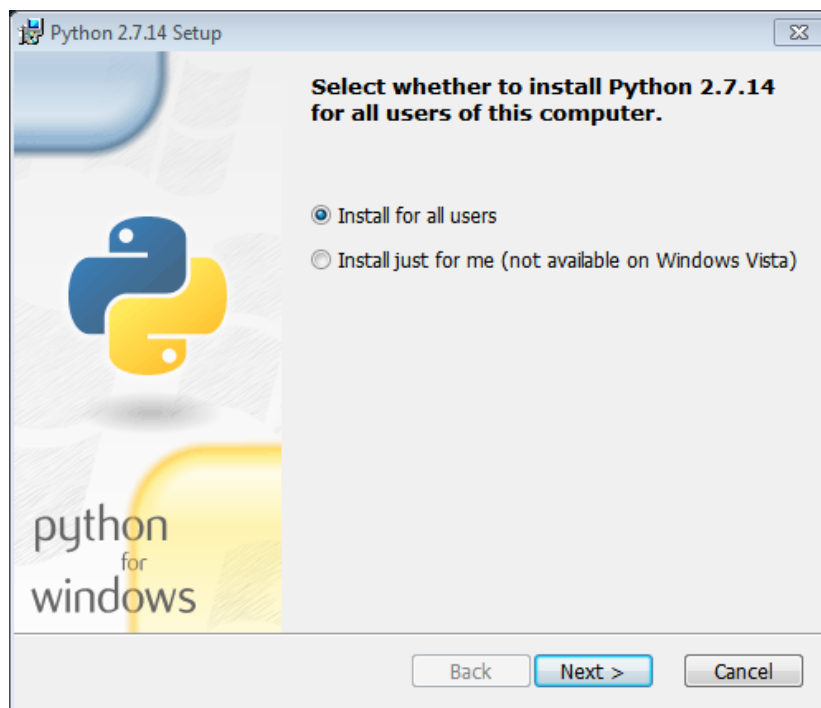 Python 2.7.14 Setup
Select whether to install Python 2.7.14
for all users of this computer.
Install for all users
Install just for me (not available on Windows Vista)
python
for
windows
Back
Next >
Cancel